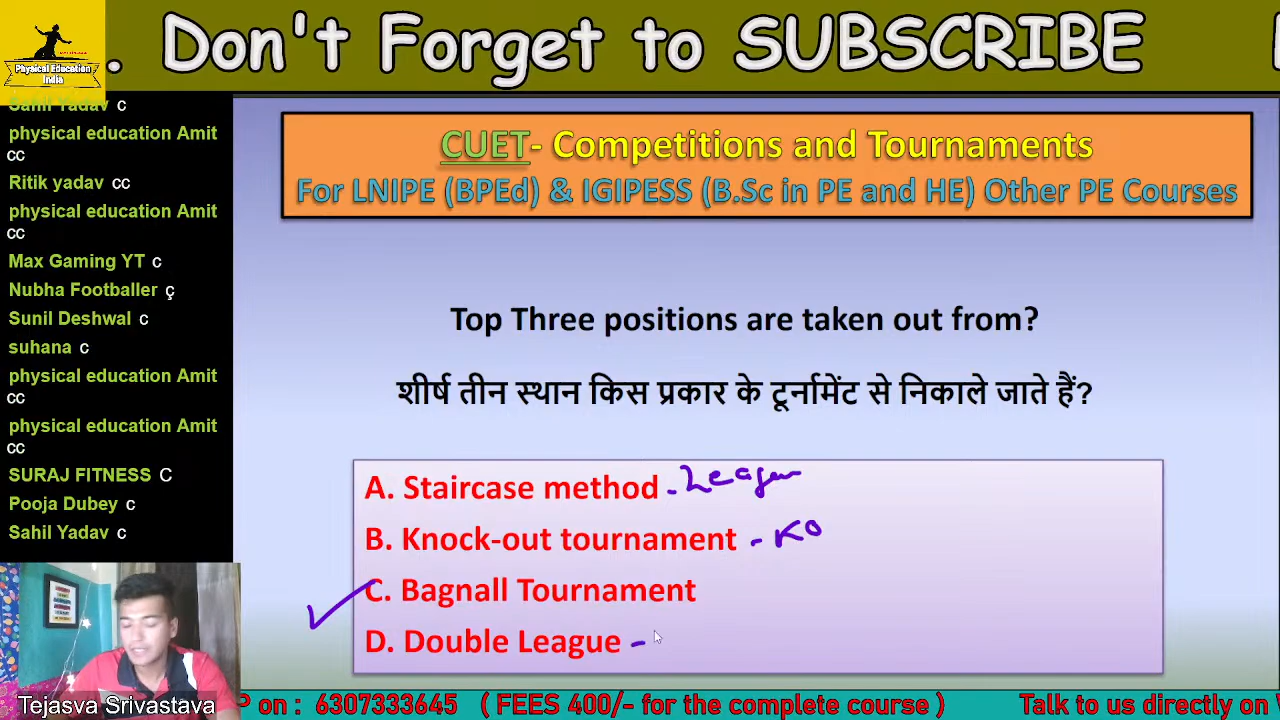 . Don't Forget to SUBSCRIBE
Physical Education
India
Sahil Yadav c
physical education Amit
cc
Ritik yadav cc
physical education Amit
cc
Max Gaming YT c
Nubha Footballer ç
Sunil Deshwal c
suhana c
physical education Amit
cc
physical education Amit
cc
SURAJ FITNESS C
Pooja Dubey c
Sahil Yadav c
CUET- Competitions and Tournaments
For LNIPE (BPEd) & IGIPESS (B.Sc in PE and HE) Other PE Courses
Top Three positions are taken out from?
शीर्ष तीन स्थान किस प्रकार के टूर्नामेंट से निकाले जाते हैं?
A. Staircase method - League
B. Knock-out tournament - KO
C. Bagnall Tournament
D. Double League -
Tejasva Srivastava
P on : 6307333645 ( FEES 400/- for the complete course ) Talk to us directly on